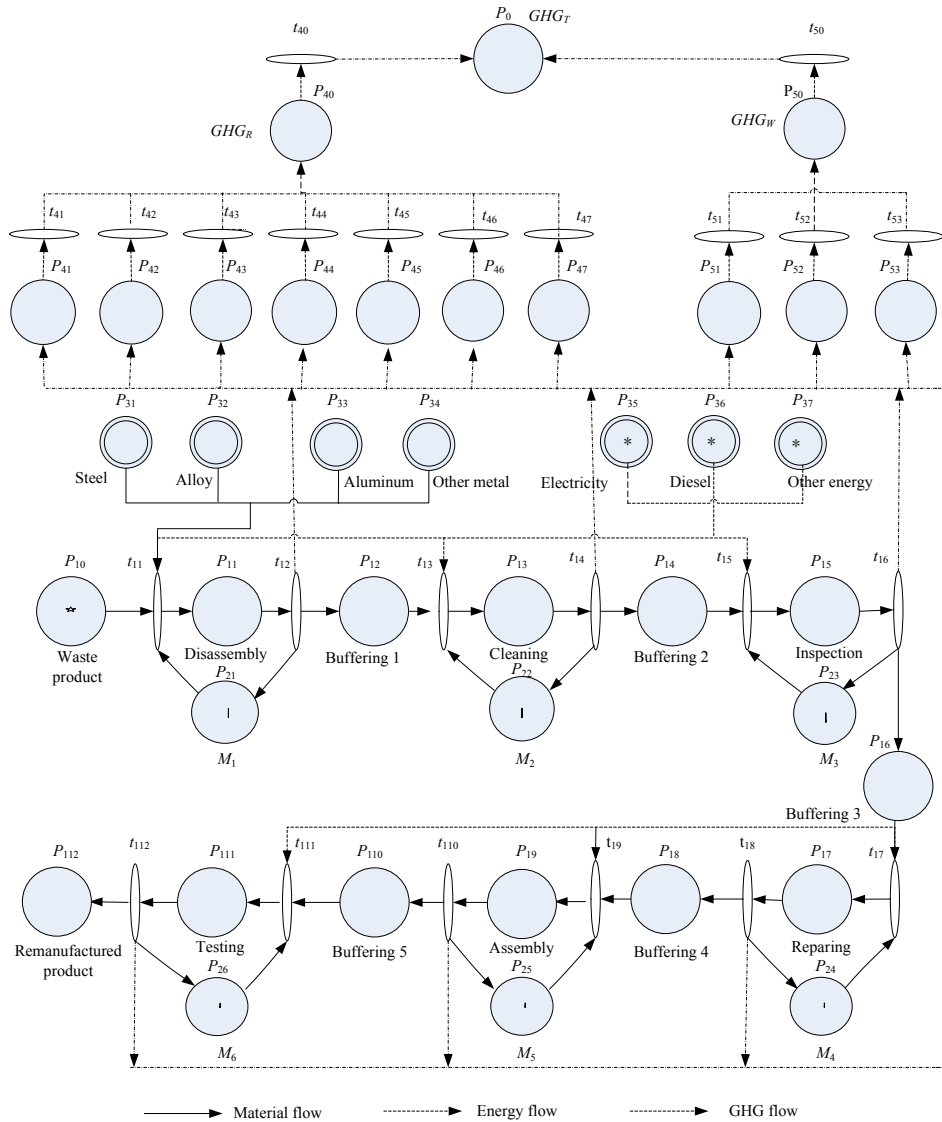 P0 GHGT
t40 t50
P40 P50
GHGR GHGW
t41 t42 t43 t44 t45 t46 t47 t51 t52 t53
P41 P42 P43 P44 P45 P46 P47 P51 P52 P53
P31 P32 P33 P34 P35 P36 P37
* * *
Steel Alloy Aluminum Other metal Electricity Diesel Other energy
P10 t11 P11 t12 P12 t13 P13 t14 P14 t15 P15 t16
Waste product
Disassembly Buffering 1 Cleaning Buffering 2 Inspection
P21 P22 P23
M1 M2 M3
P16
Buffering 3
P112 t112 P111 t111 P110 t110 P19 t19 P18 t18 P17 t17
Remanufactured product
Testing Buffering 5 Assembly Buffering 4 Reparing
P26 P25 P24
M6 M5 M4
Material flow Energy flow GHG flow